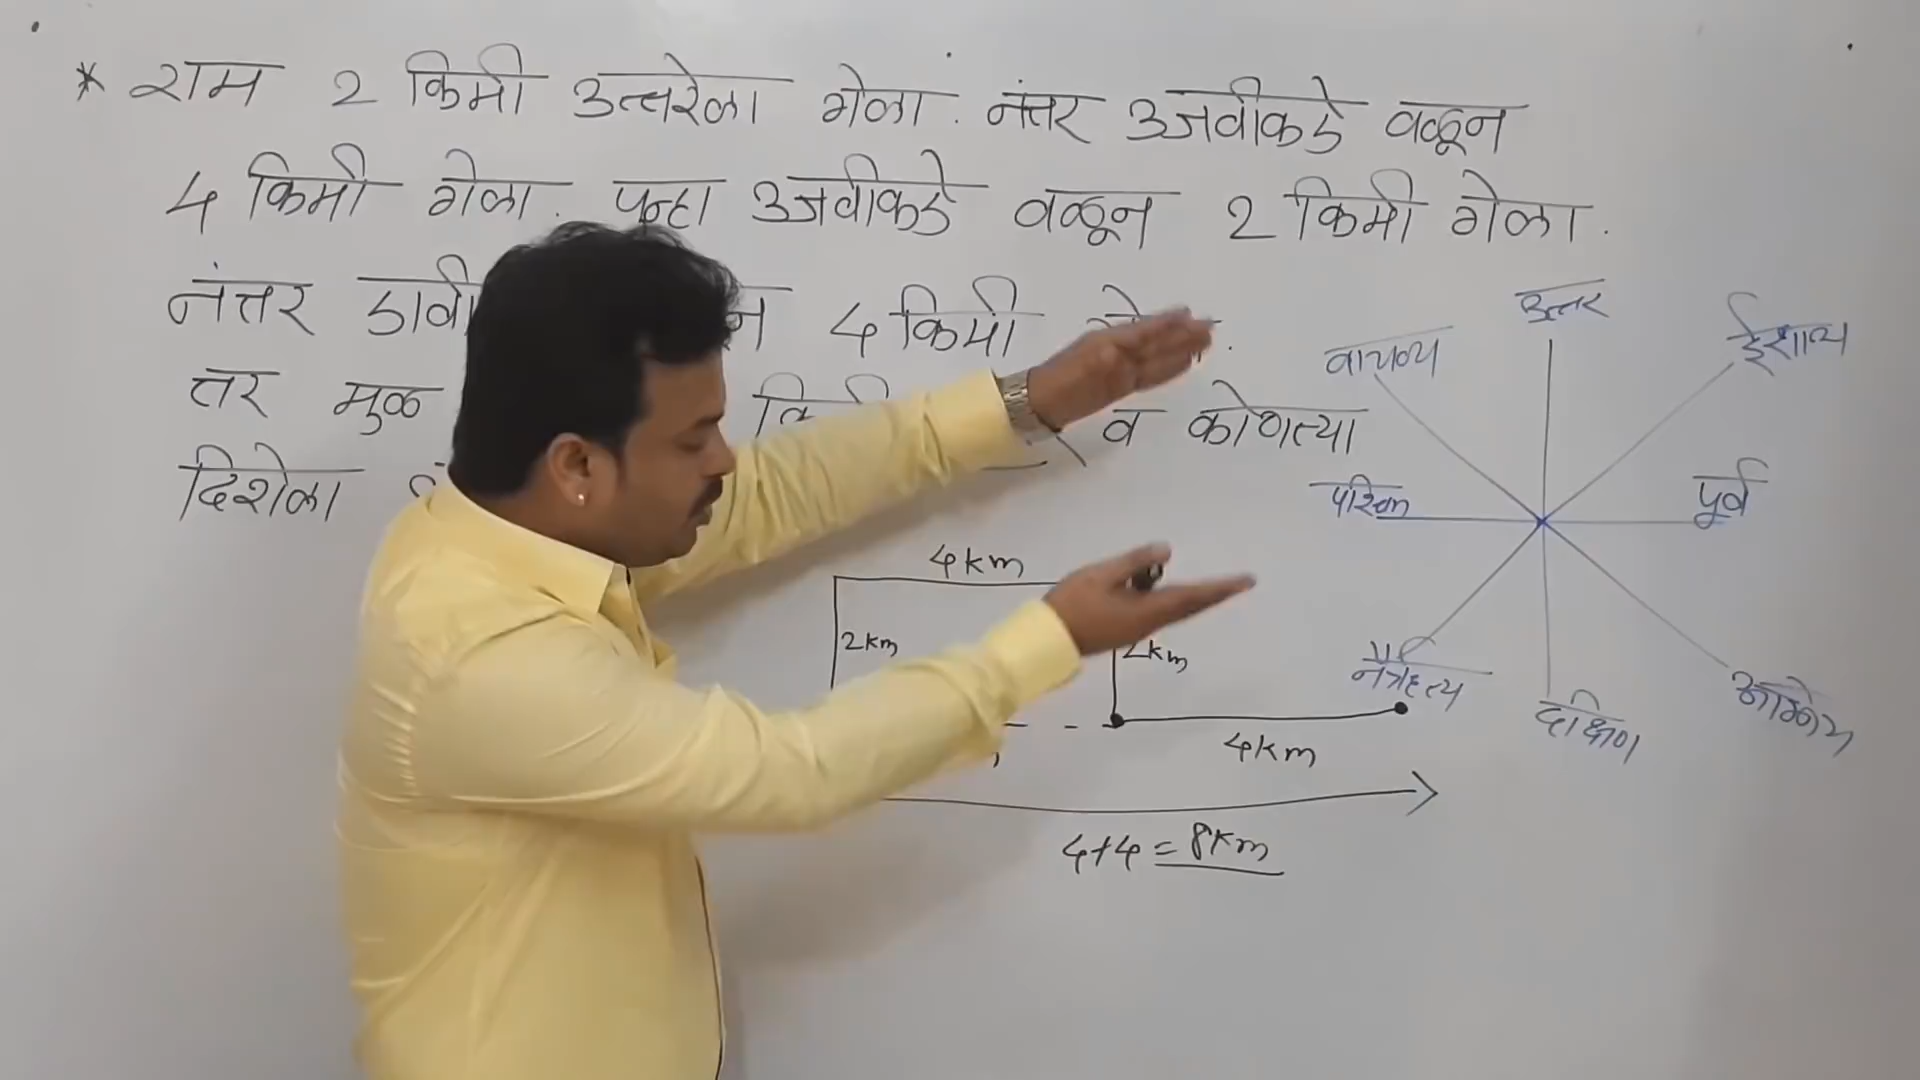 * राम 2 किमी उत्तरेला गेला. नंतर उजवीकडे वळून
4 किमी गेला. पुन्हा उजवीकडे वळून 2 किमी गेला.
नंतर डावी न 4 किमी
तर मुळ कि व कोणत्या
दिशेला
उत्तर
ईशान्य
वायव्य
पश्चिम
पूर्व
नैऋत्य
दक्षिण
आग्नेय
4km
2km
2km
4km
4+4 = 8km